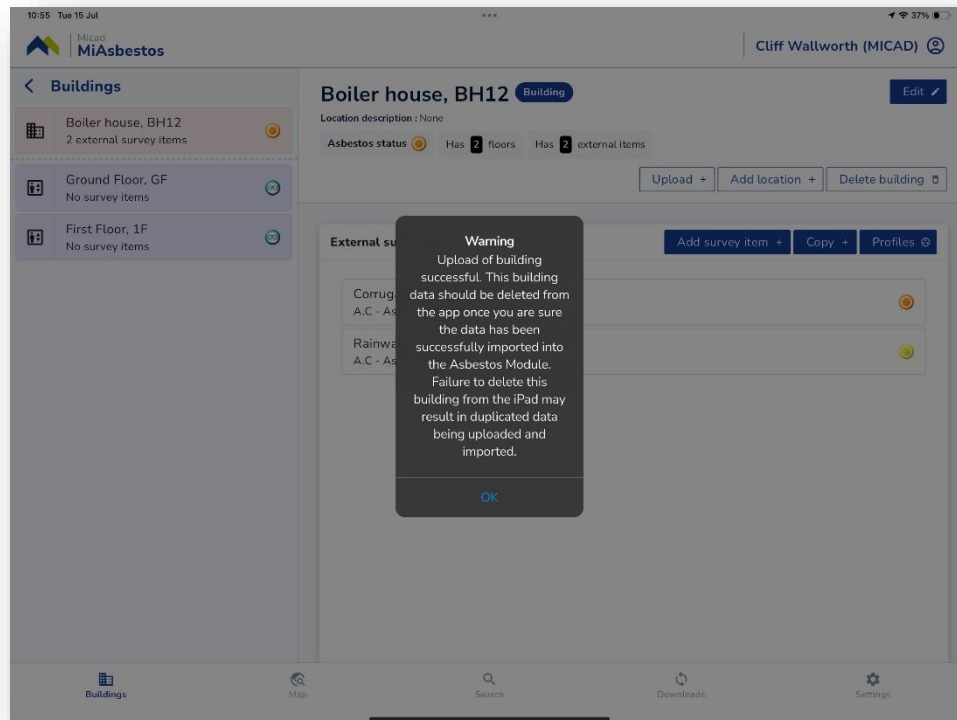 10:55 Tue 15 Jul
37%
Micad
MiAsbestos
Cliff Wallworth (MICAD)
Buildings
Boiler house, BH12
2 external survey items
Ground Floor, GF
No survey items
First Floor, 1F
No survey items
Boiler house, BH12 Building
Edit
Location description : None
Asbestos status Has 2 floors Has 2 external items
Upload + Add location + Delete building
External su
Add survey item + Copy + Profiles
Corrug
A.C - As
Rainwa
A.C - As
Warning
Upload of building
successful. This building
data should be deleted from
the app once you are sure
the data has been
successfully imported into
the Asbestos Module.
Failure to delete this
building from the iPad may
result in duplicated data
being uploaded and
imported.
OK
Buildings Map Search Downloads Settings